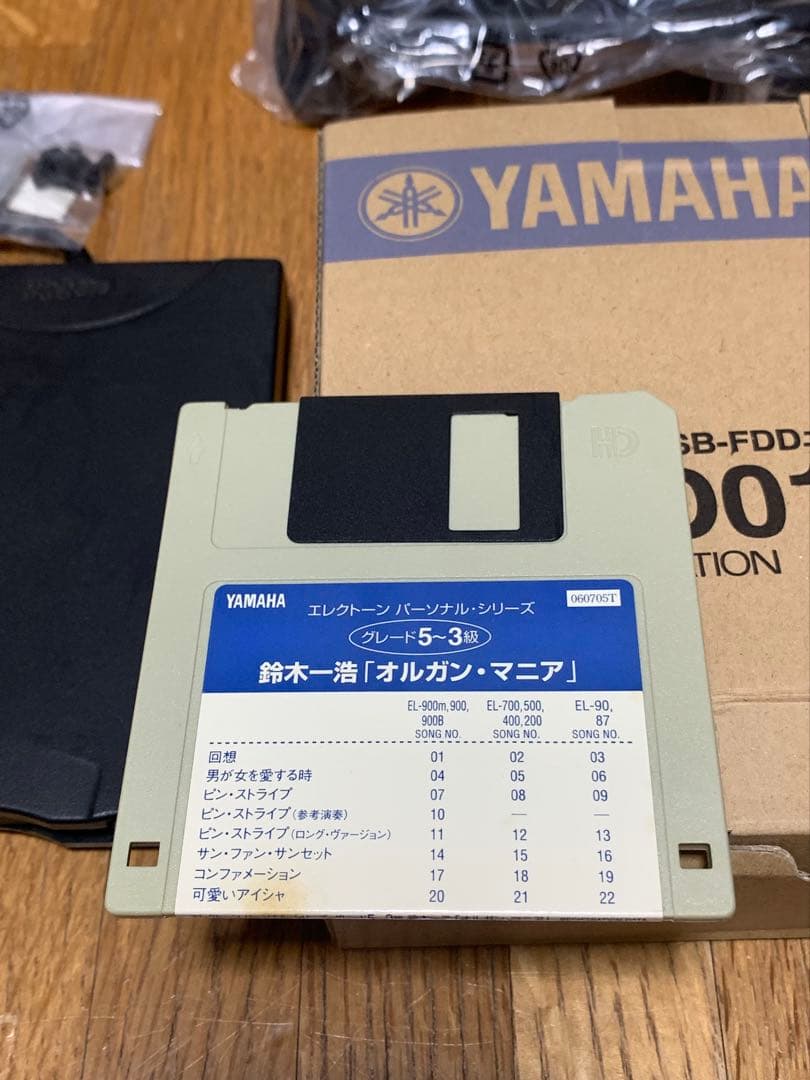 YAMAHA
SB-FDD
TION
HD
YAMAHA エレクトーン パーソナル・シリーズ 060705T
グレード5~3級
鈴木一浩「オルガン・マニア」
EL-900m,900, EL-700,500, EL-90,
900B 400,200 87
SONG NO. SONG NO. SONG NO.
回想 01 02 03
男が女を愛する時 04 05 06
ピン・ストライプ 07 08 09
ピン・ストライプ(参考演奏) 10 — —
ピン・ストライプ(ロング・ヴァージョン) 11 12 13
サン・ファン・サンセット 14 15 16
コンファメーション 17 18 19
可愛いアイシャ 20 21 22